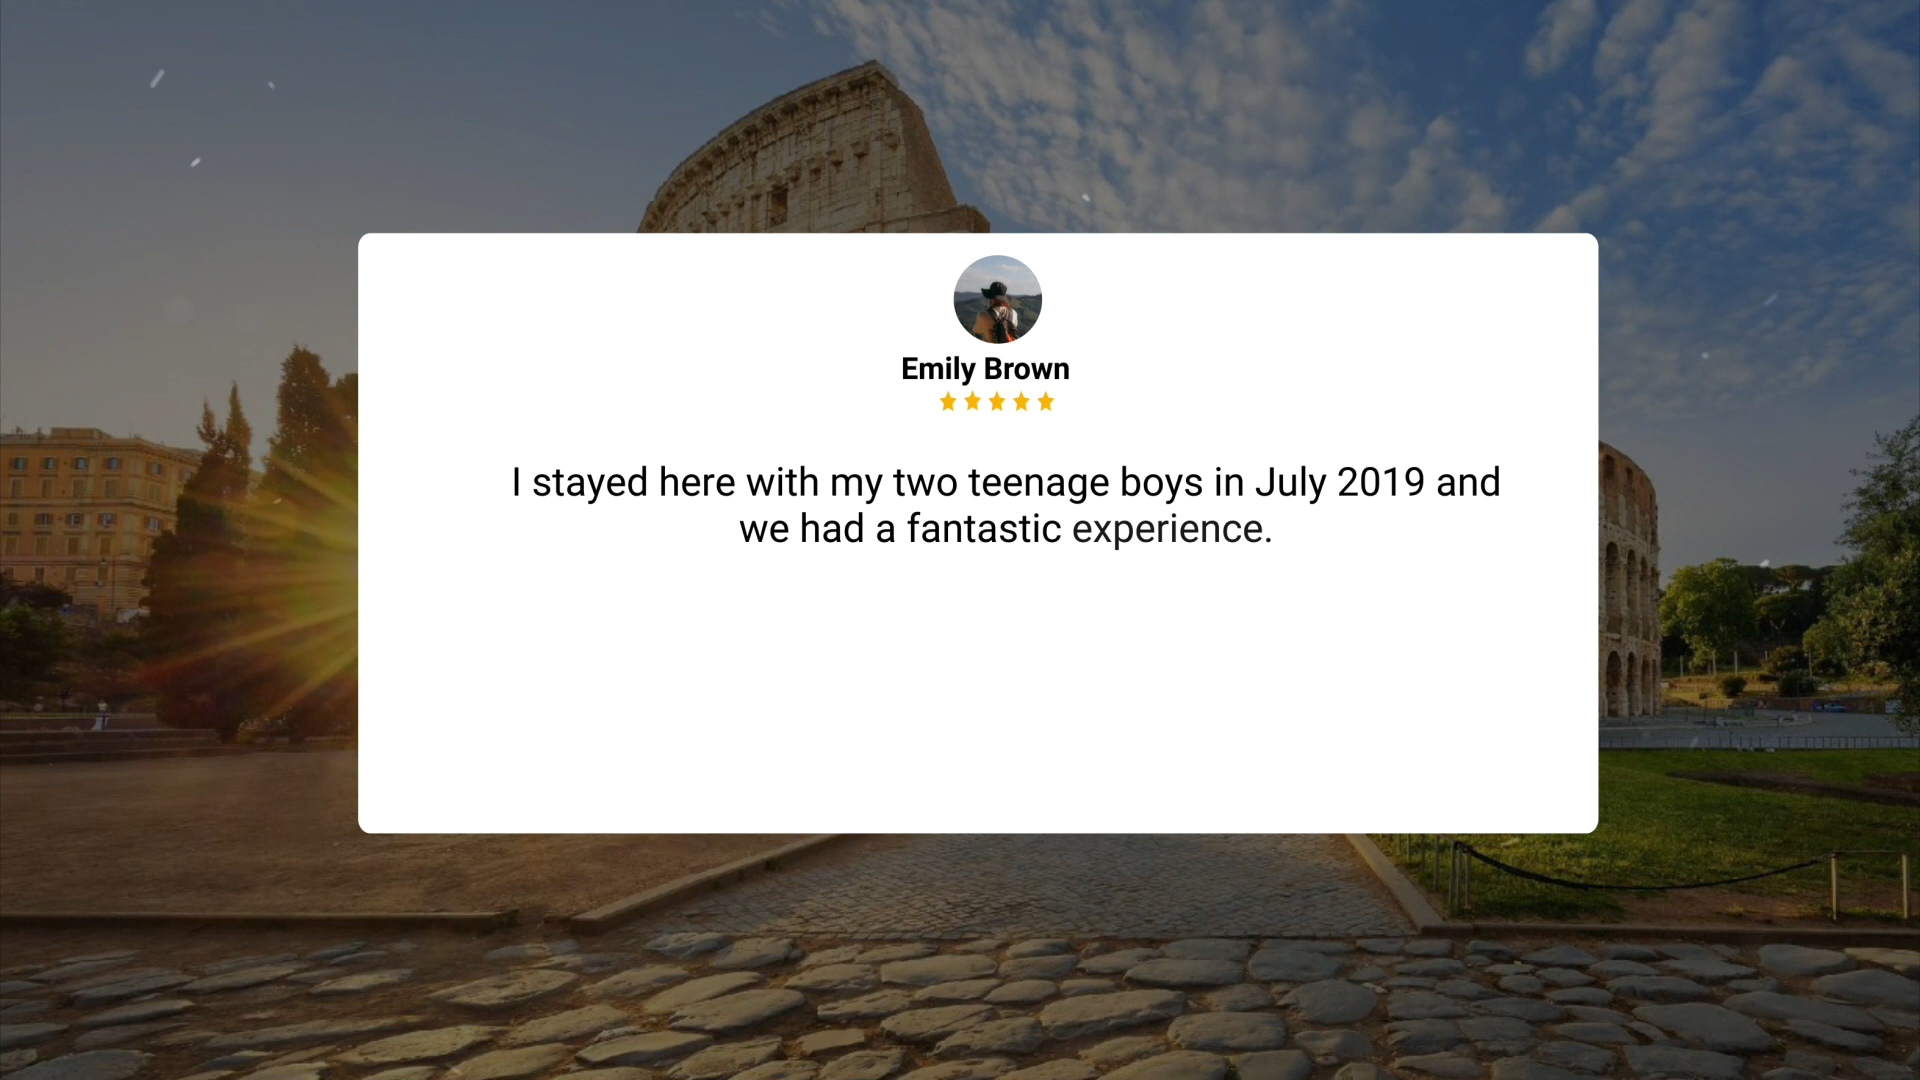 Emily Brown
I stayed here with my two teenage boys in July 2019 and
we had a fantastic experience.